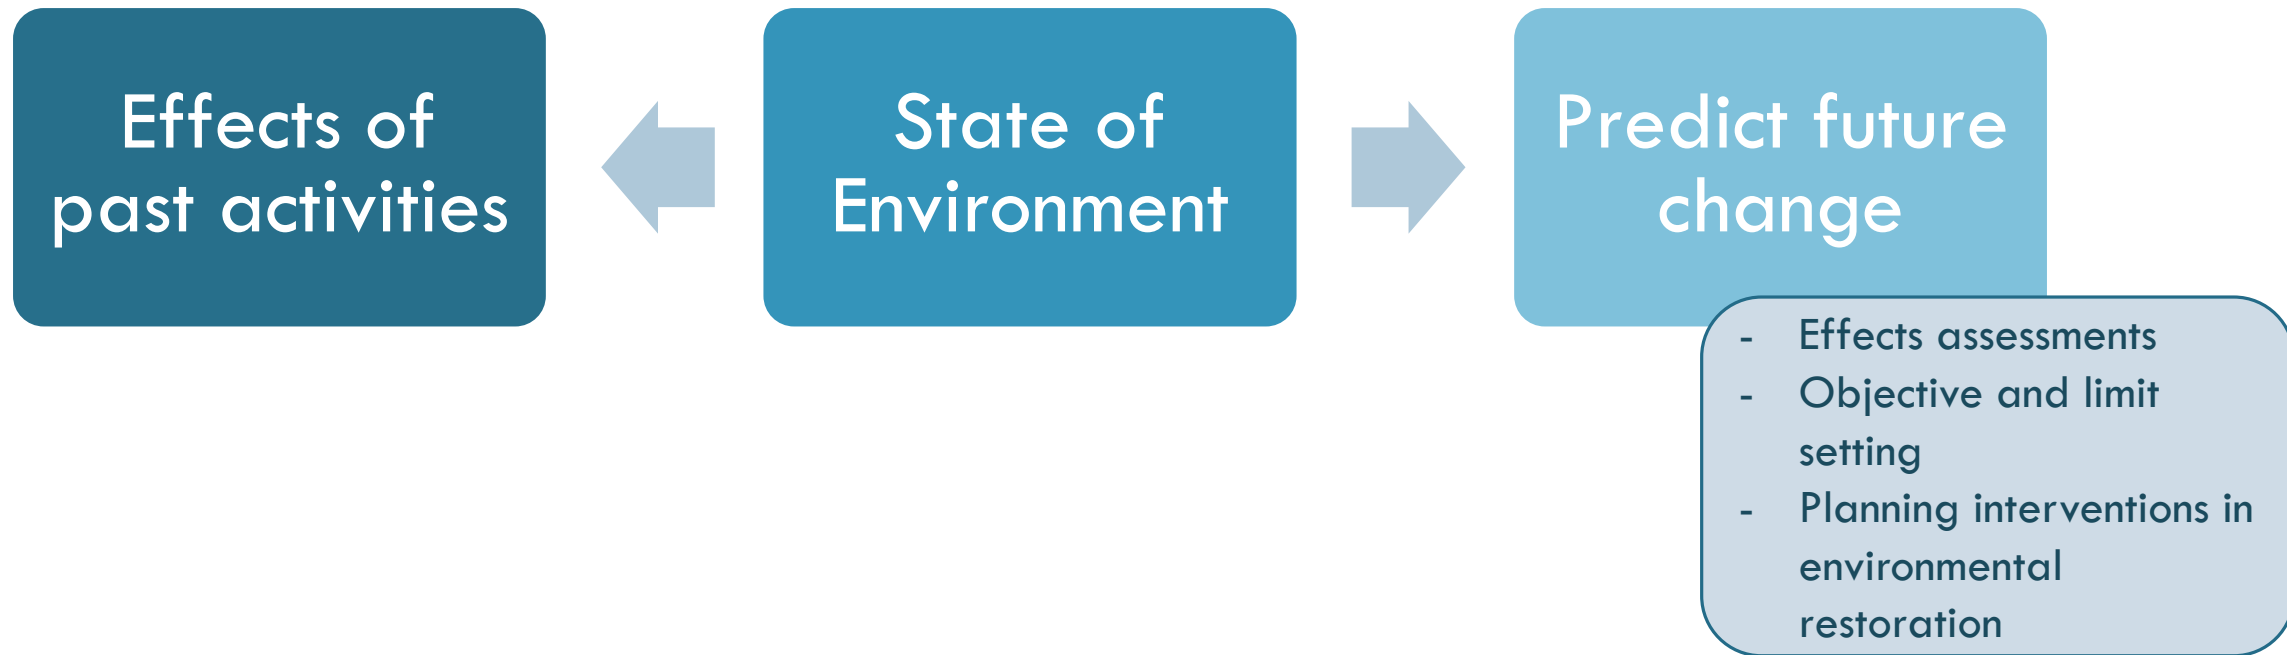 Effects of
past activities
State of
Environment
Predict future
change
- Effects assessments
- Objective and limit
setting
- Planning interventions in
environmental
restoration